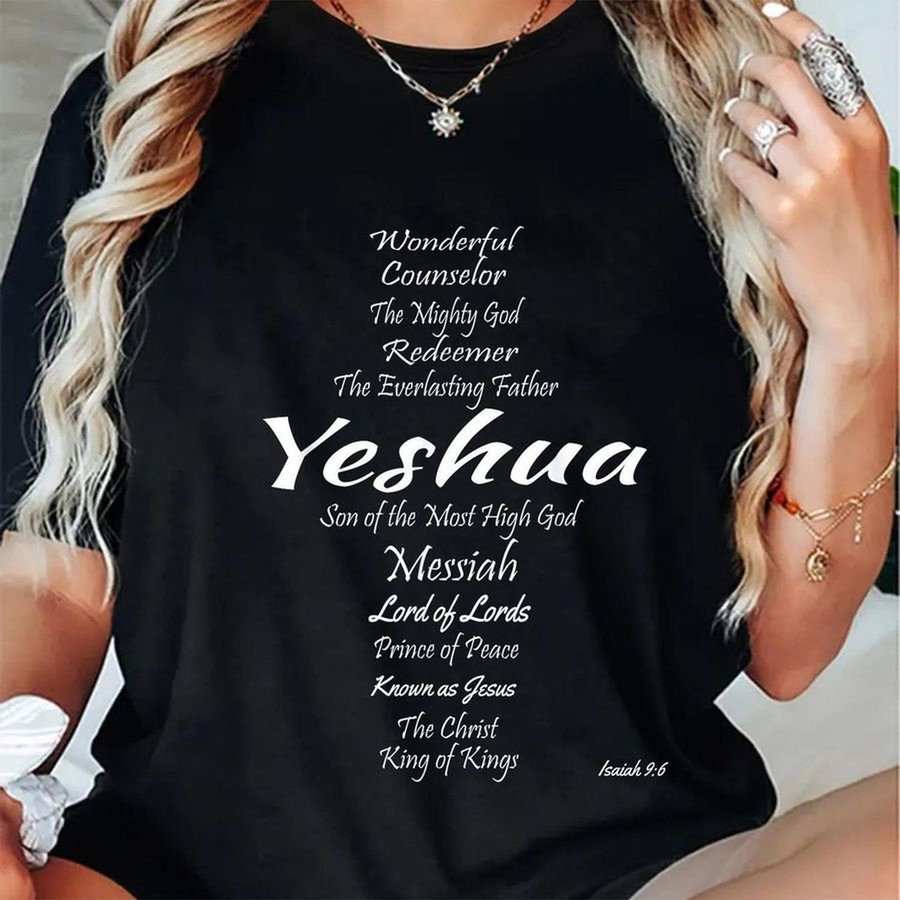 Wonderful
Counselor
The Mighty God
Redeemer
The Everlasting Father
Yeshua
Son of the Most High God
Messiah
Lord of Lords
Prince of Peace
Known as Jesus
The Christ
King of Kings
Isaiah 9:6